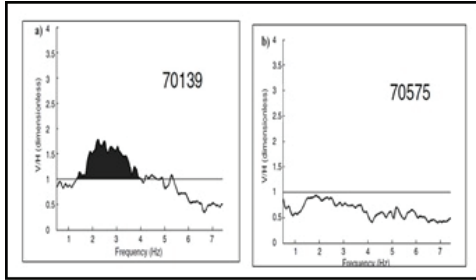 a)
70139
V/H (dimensionless)
4
3.5
3
2.5
2
1.5
1
0.5
0
1 2 3 4 5 6 7
Frequency (Hz)
b)
70575
V/H (dimensionless)
4
3.5
3
2.5
2
1.5
1
0.5
0
1 2 3 4 5 6 7
Frequency (Hz)